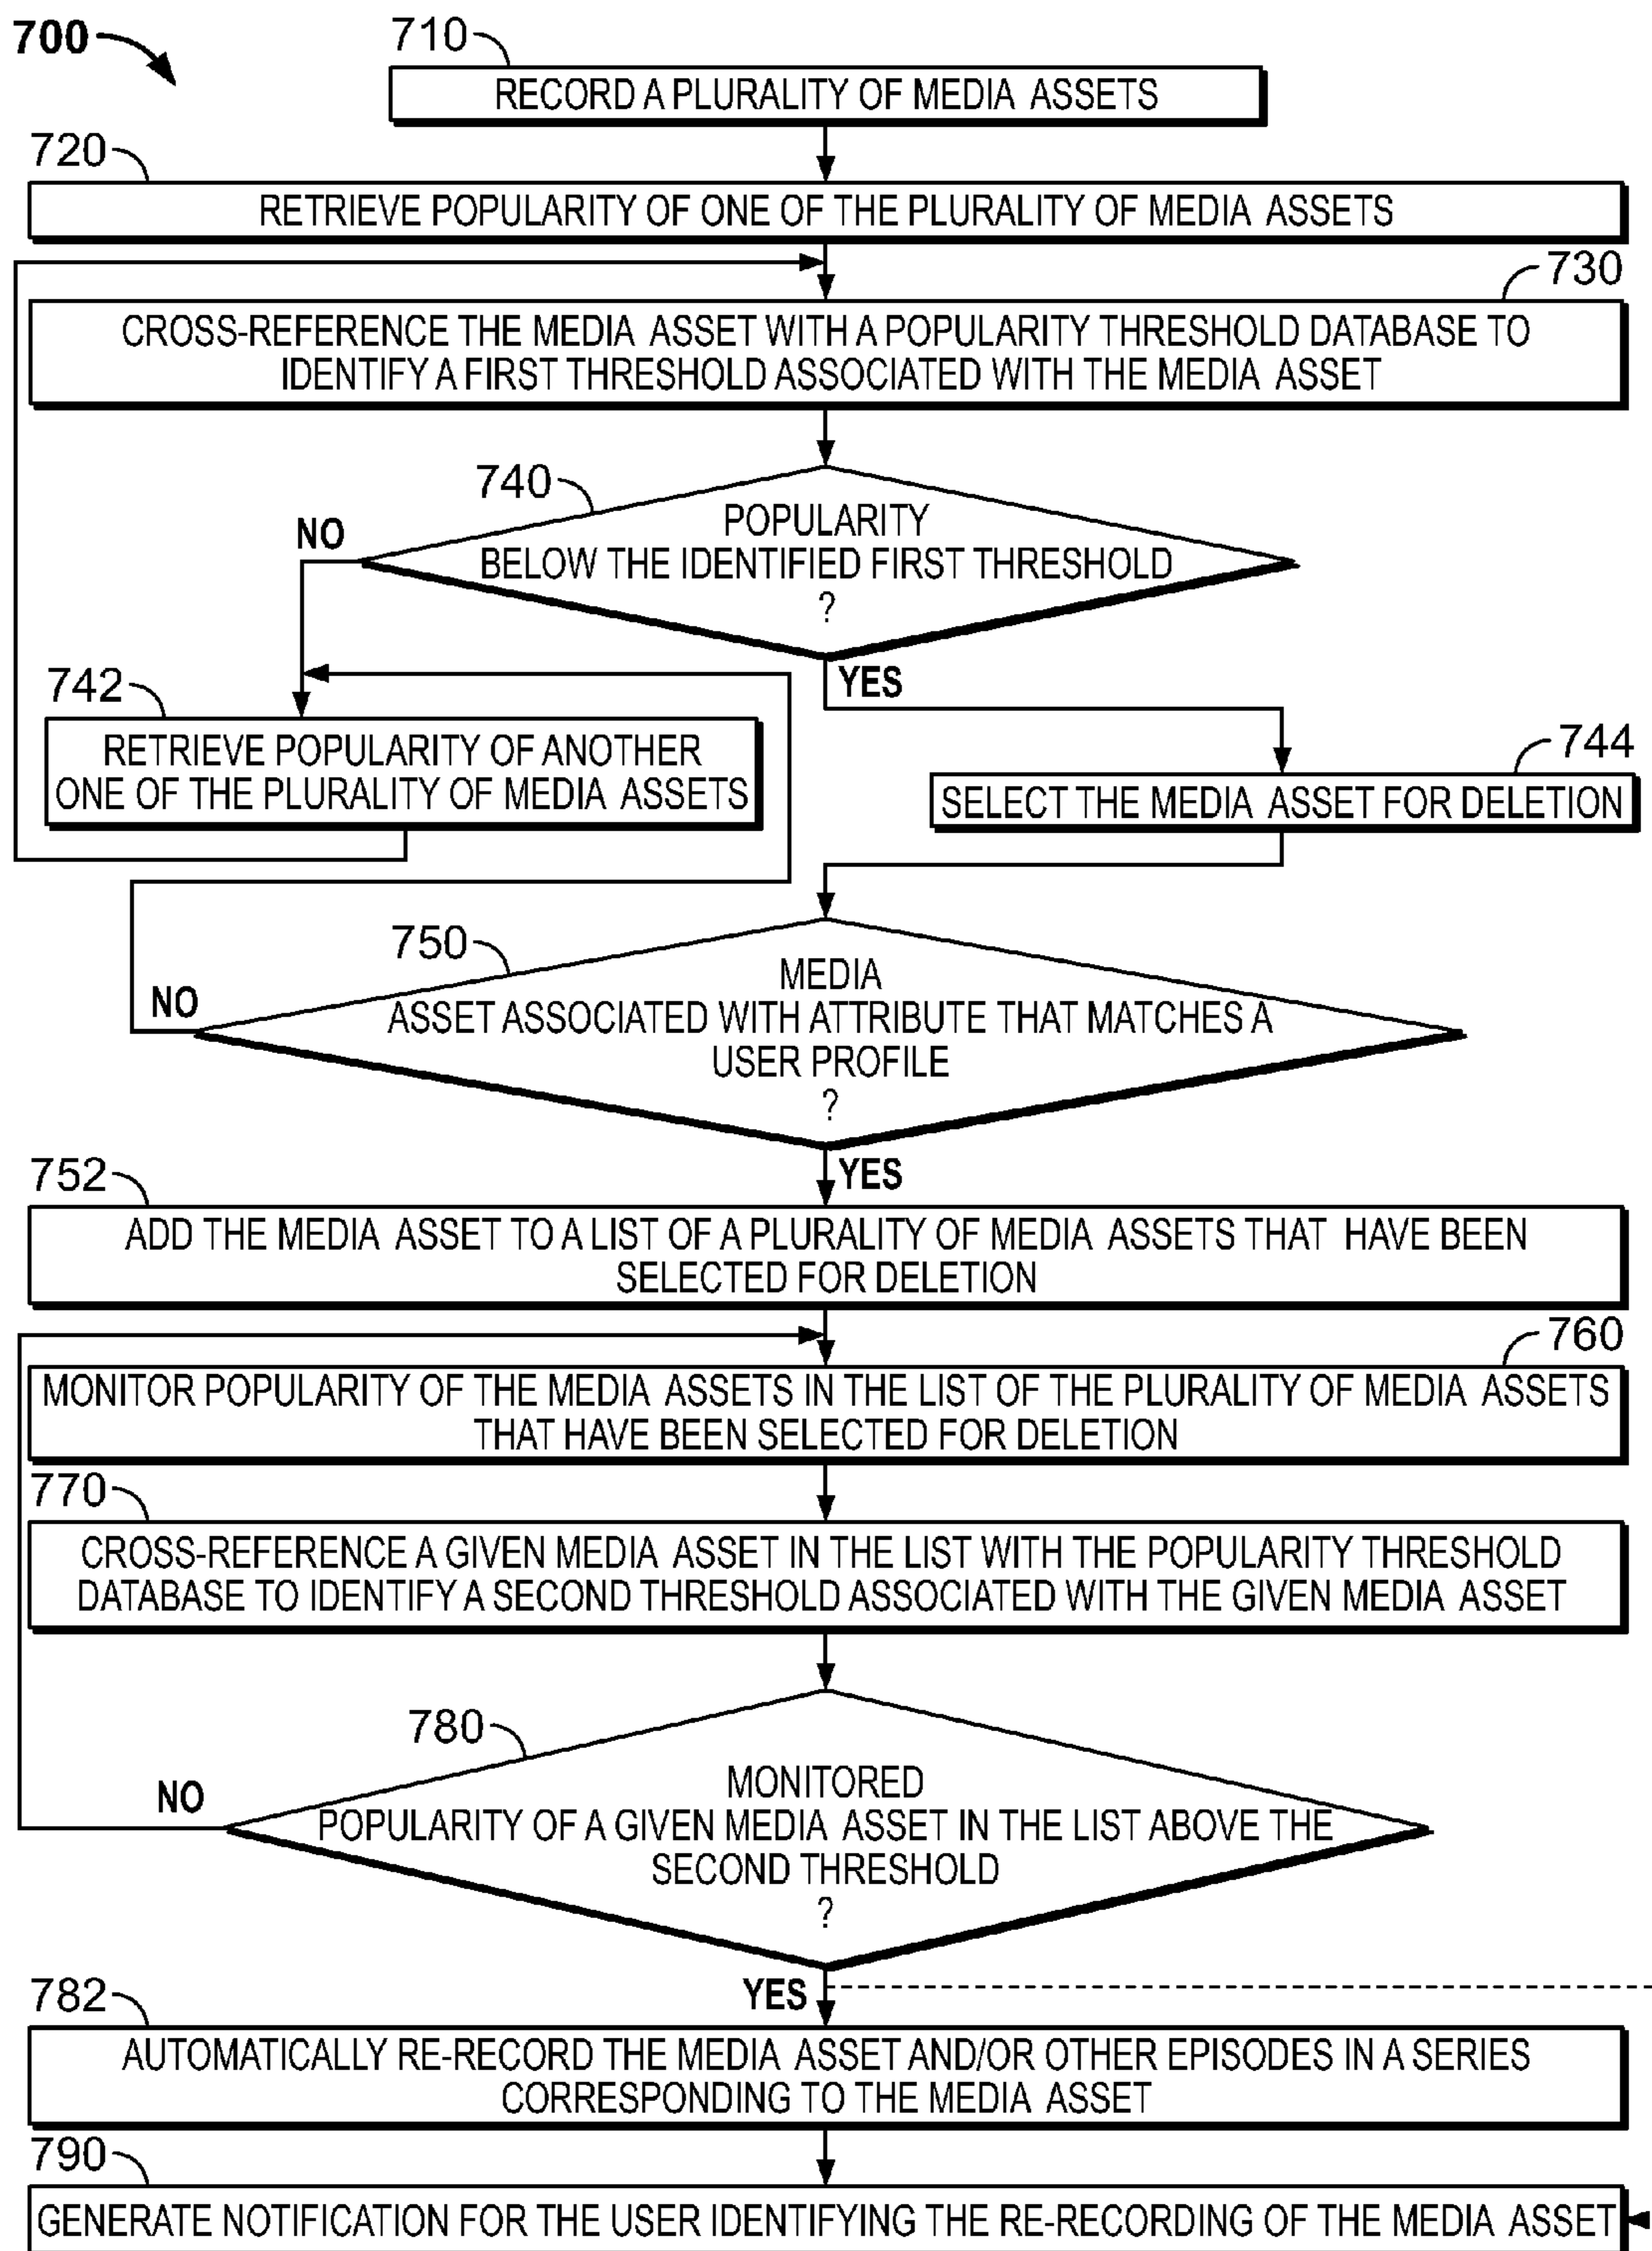 700
710
RECORD A PLURALITY OF MEDIA ASSETS
720
RETRIEVE POPULARITY OF ONE OF THE PLURALITY OF MEDIA ASSETS
730
CROSS-REFERENCE THE MEDIA ASSET WITH A POPULARITY THRESHOLD DATABASE TO
IDENTIFY A FIRST THRESHOLD ASSOCIATED WITH THE MEDIA ASSET
740
POPULARITY
BELOW THE IDENTIFIED FIRST THRESHOLD
?
NO
YES
742
RETRIEVE POPULARITY OF ANOTHER
ONE OF THE PLURALITY OF MEDIA ASSETS
744
SELECT THE MEDIA ASSET FOR DELETION
750
MEDIA
ASSET ASSOCIATED WITH ATTRIBUTE THAT MATCHES A
USER PROFILE
?
NO
YES
752
ADD THE MEDIA ASSET TO A LIST OF A PLURALITY OF MEDIA ASSETS THAT HAVE BEEN
SELECTED FOR DELETION
760
MONITOR POPULARITY OF THE MEDIA ASSETS IN THE LIST OF THE PLURALITY OF MEDIA ASSETS
THAT HAVE BEEN SELECTED FOR DELETION
770
CROSS-REFERENCE A GIVEN MEDIA ASSET IN THE LIST WITH THE POPULARITY THRESHOLD
DATABASE TO IDENTIFY A SECOND THRESHOLD ASSOCIATED WITH THE GIVEN MEDIA ASSET
780
MONITORED
POPULARITY OF A GIVEN MEDIA ASSET IN THE LIST ABOVE THE
SECOND THRESHOLD
?
NO
YES
782
AUTOMATICALLY RE-RECORD THE MEDIA ASSET AND/OR OTHER EPISODES IN A SERIES
CORRESPONDING TO THE MEDIA ASSET
790
GENERATE NOTIFICATION FOR THE USER IDENTIFYING THE RE-RECORDING OF THE MEDIA ASSET